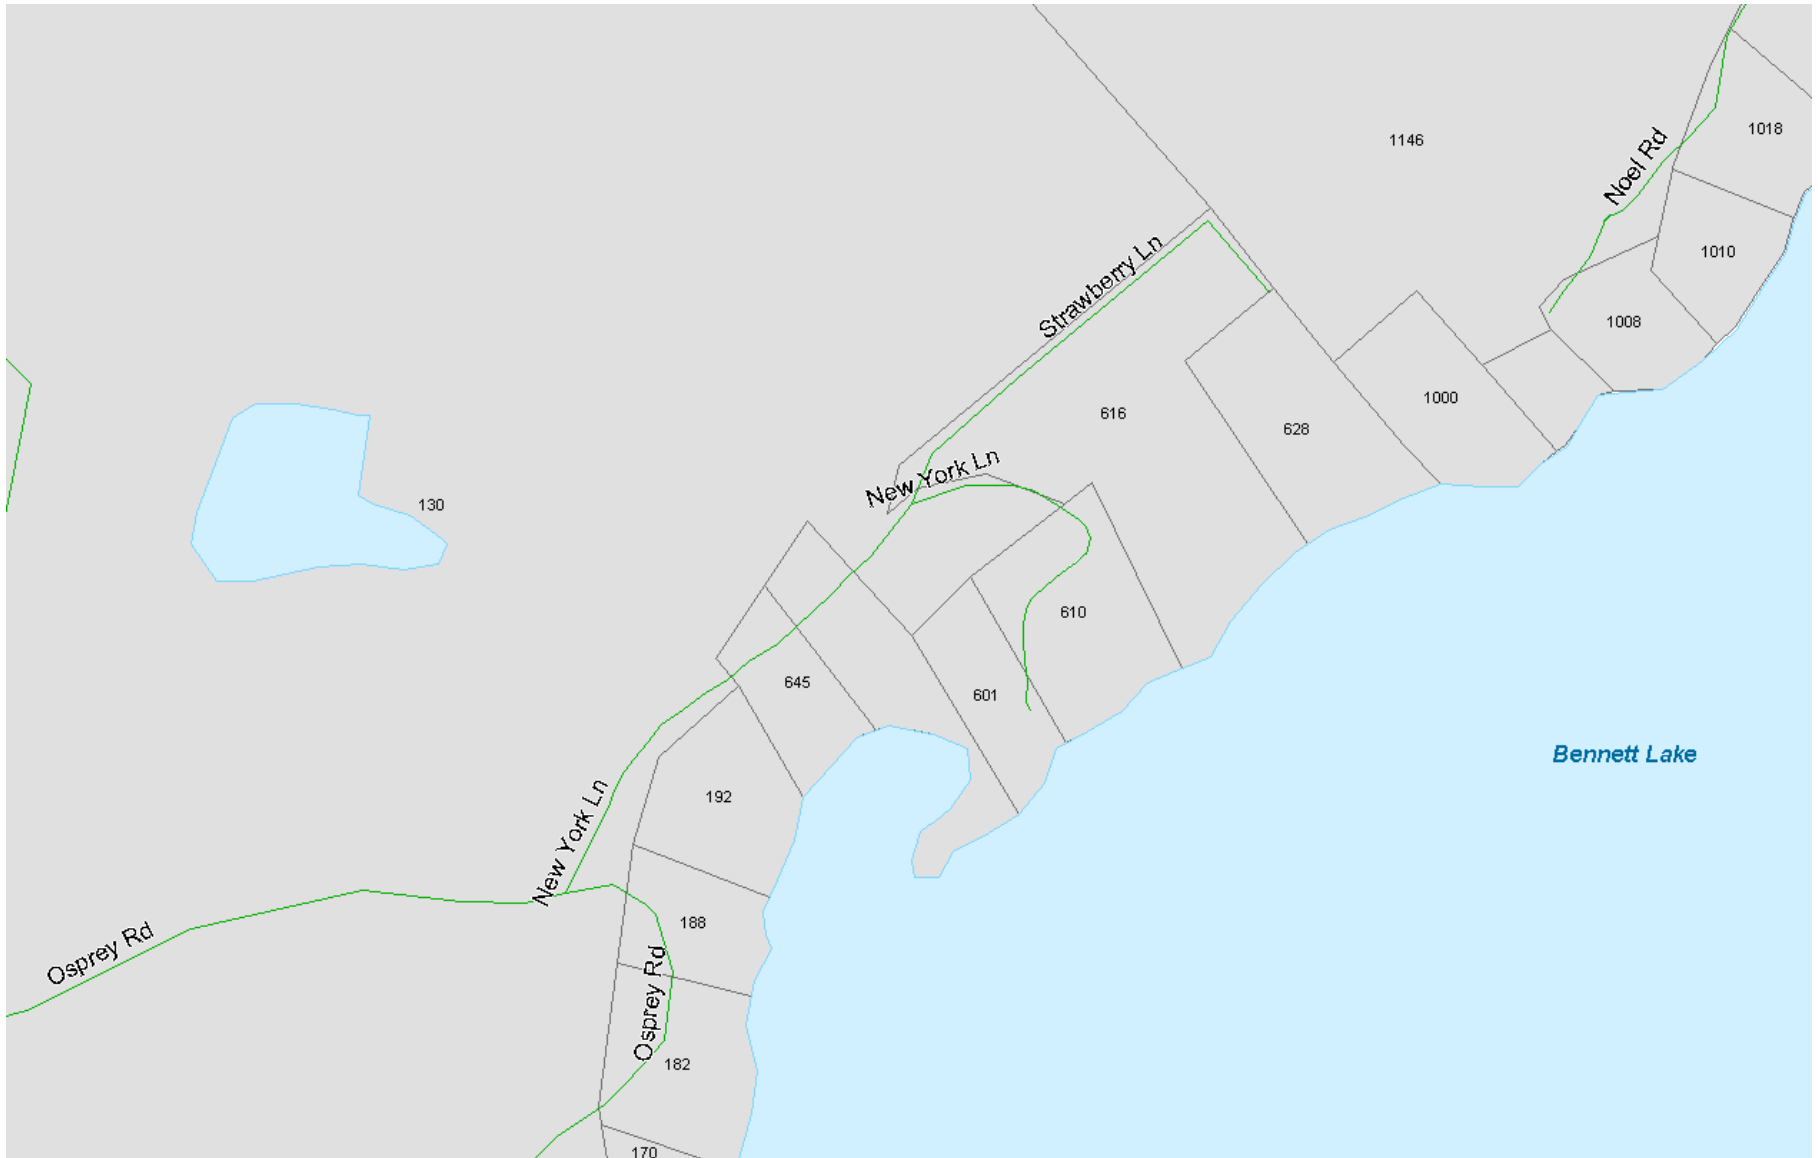 1018
1146
Noel Rd
1010
Strawberry Ln
1008
1000
616
628
New York Ln
130
610
645
601
Bennett Lake
192
New York Ln
188
Osprey Rd
Osprey Rd
182
170